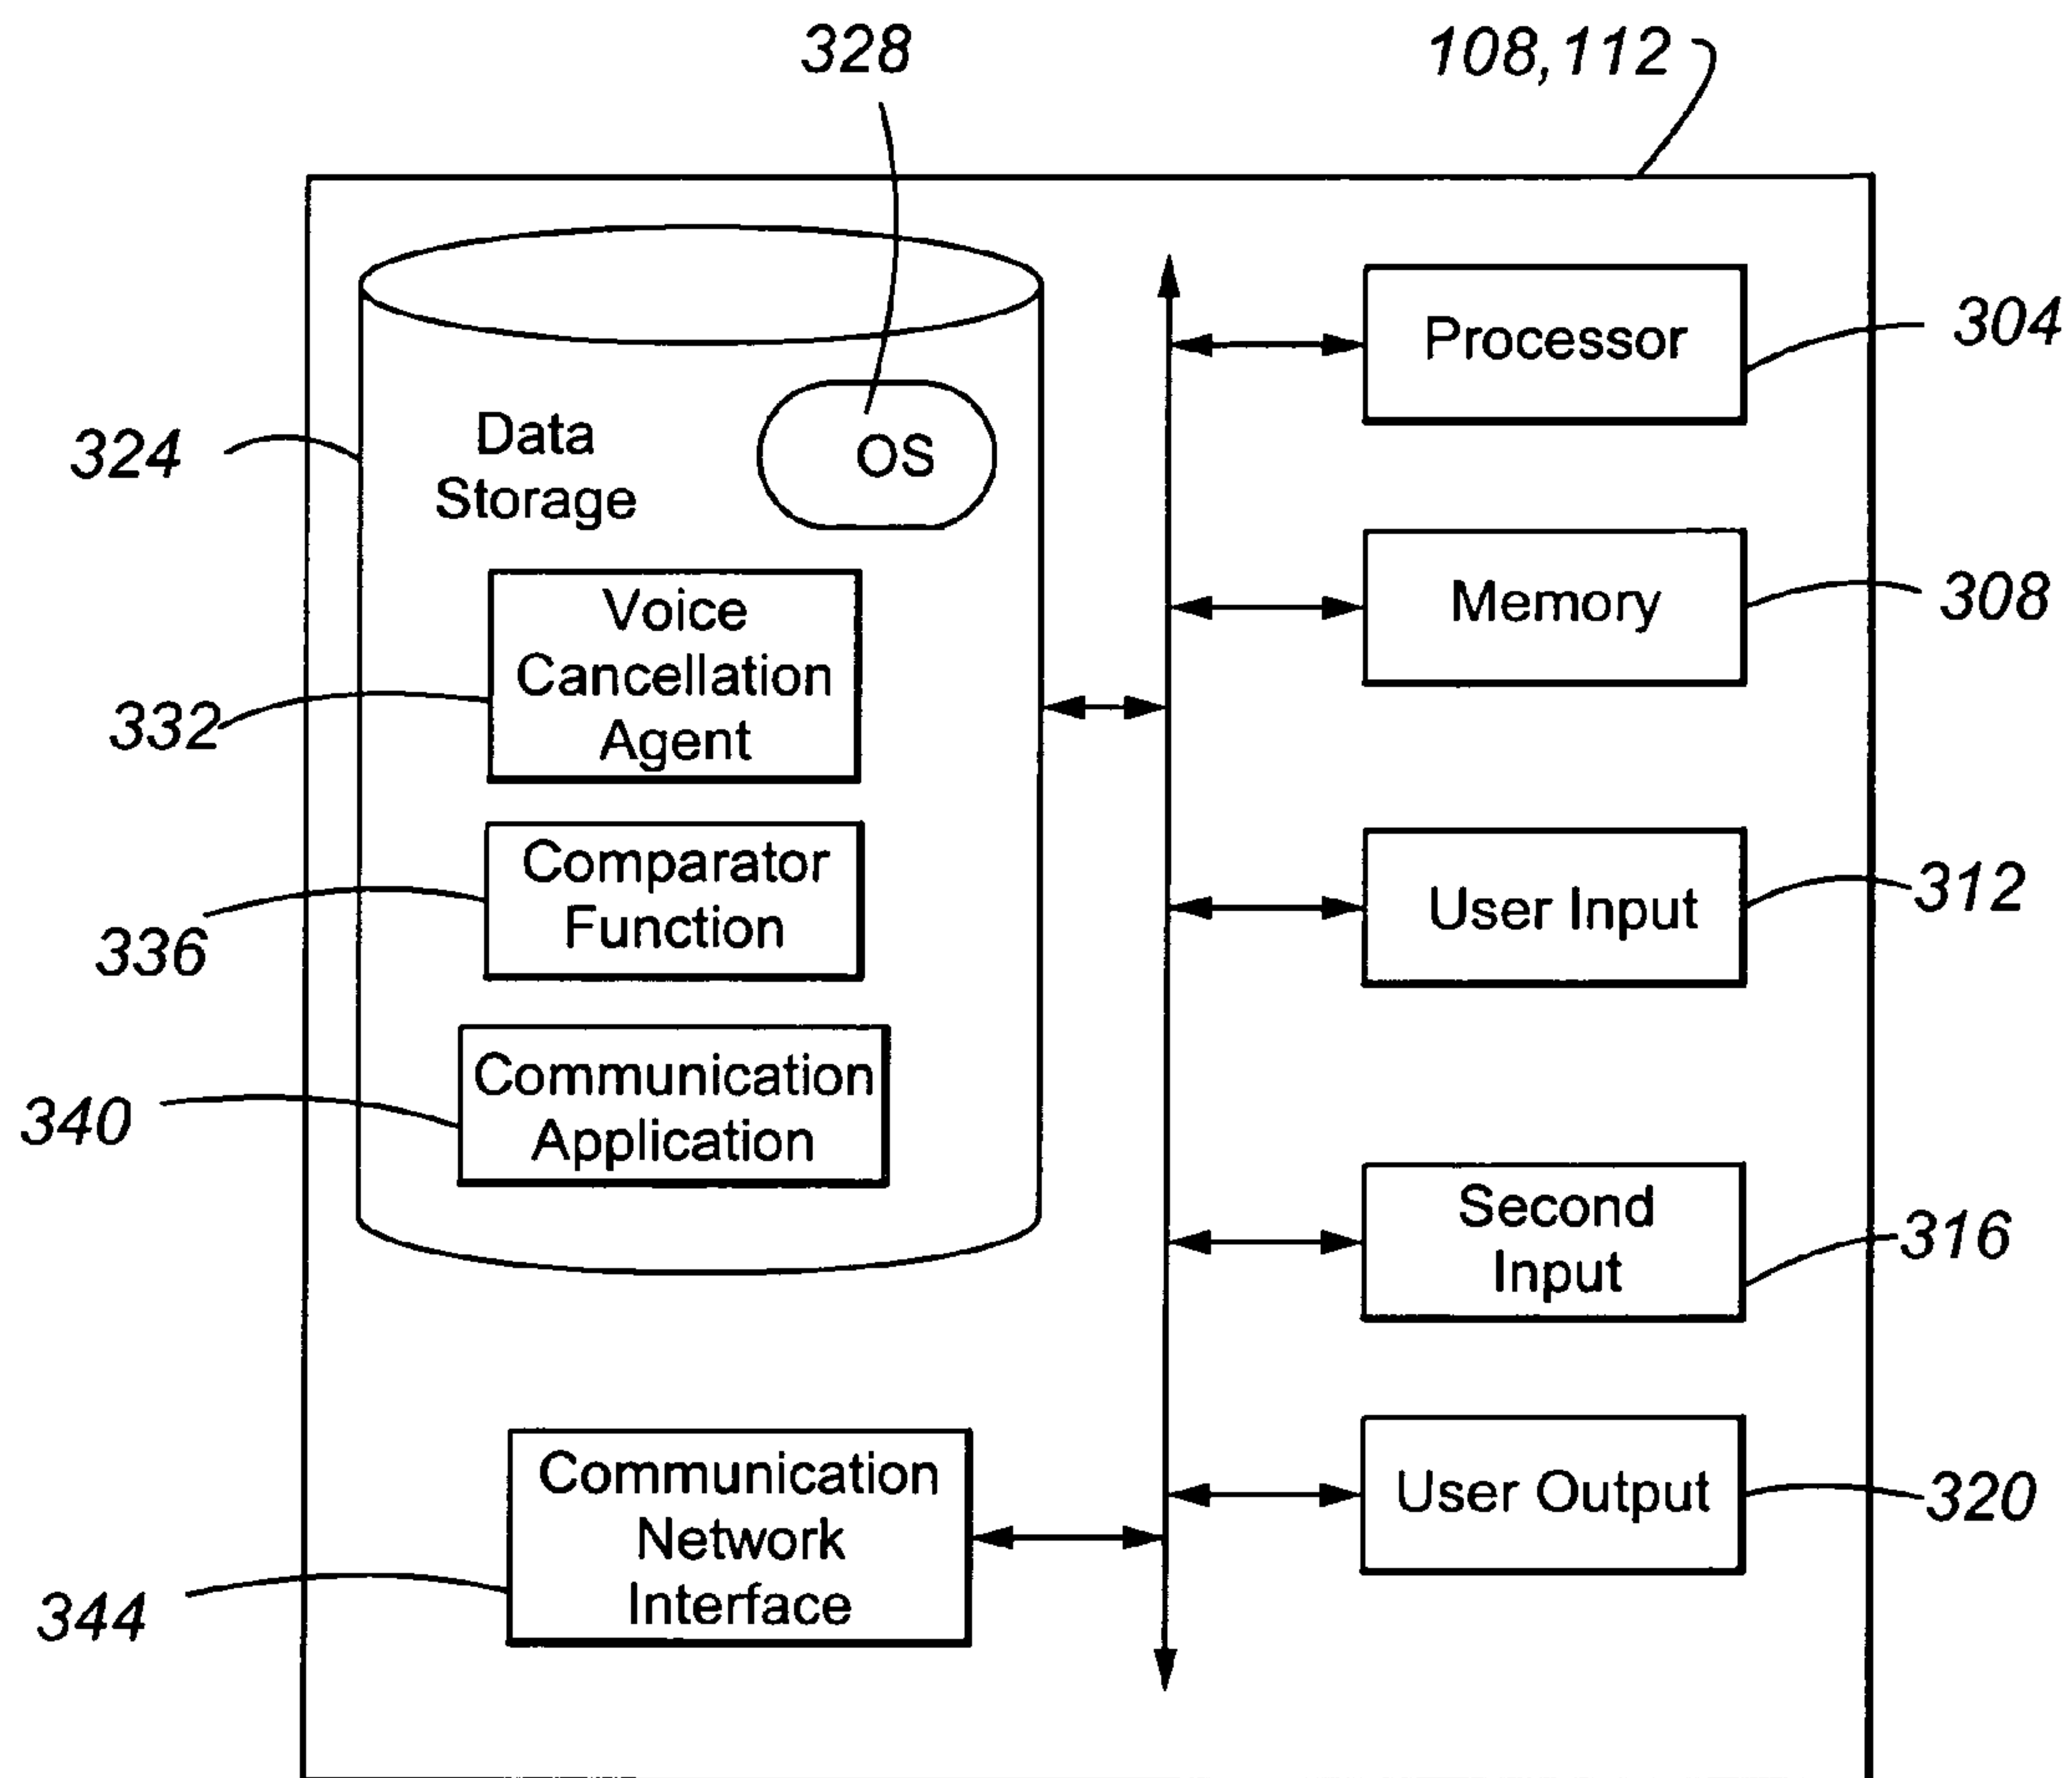 328
108,112
Processor
304
Data
Storage
OS
324
Memory
308
Voice
Cancellation
Agent
332
User Input
312
Comparator
Function
336
Communication
Application
340
Second
Input
316
Communication
Network
Interface
344
User Output
320